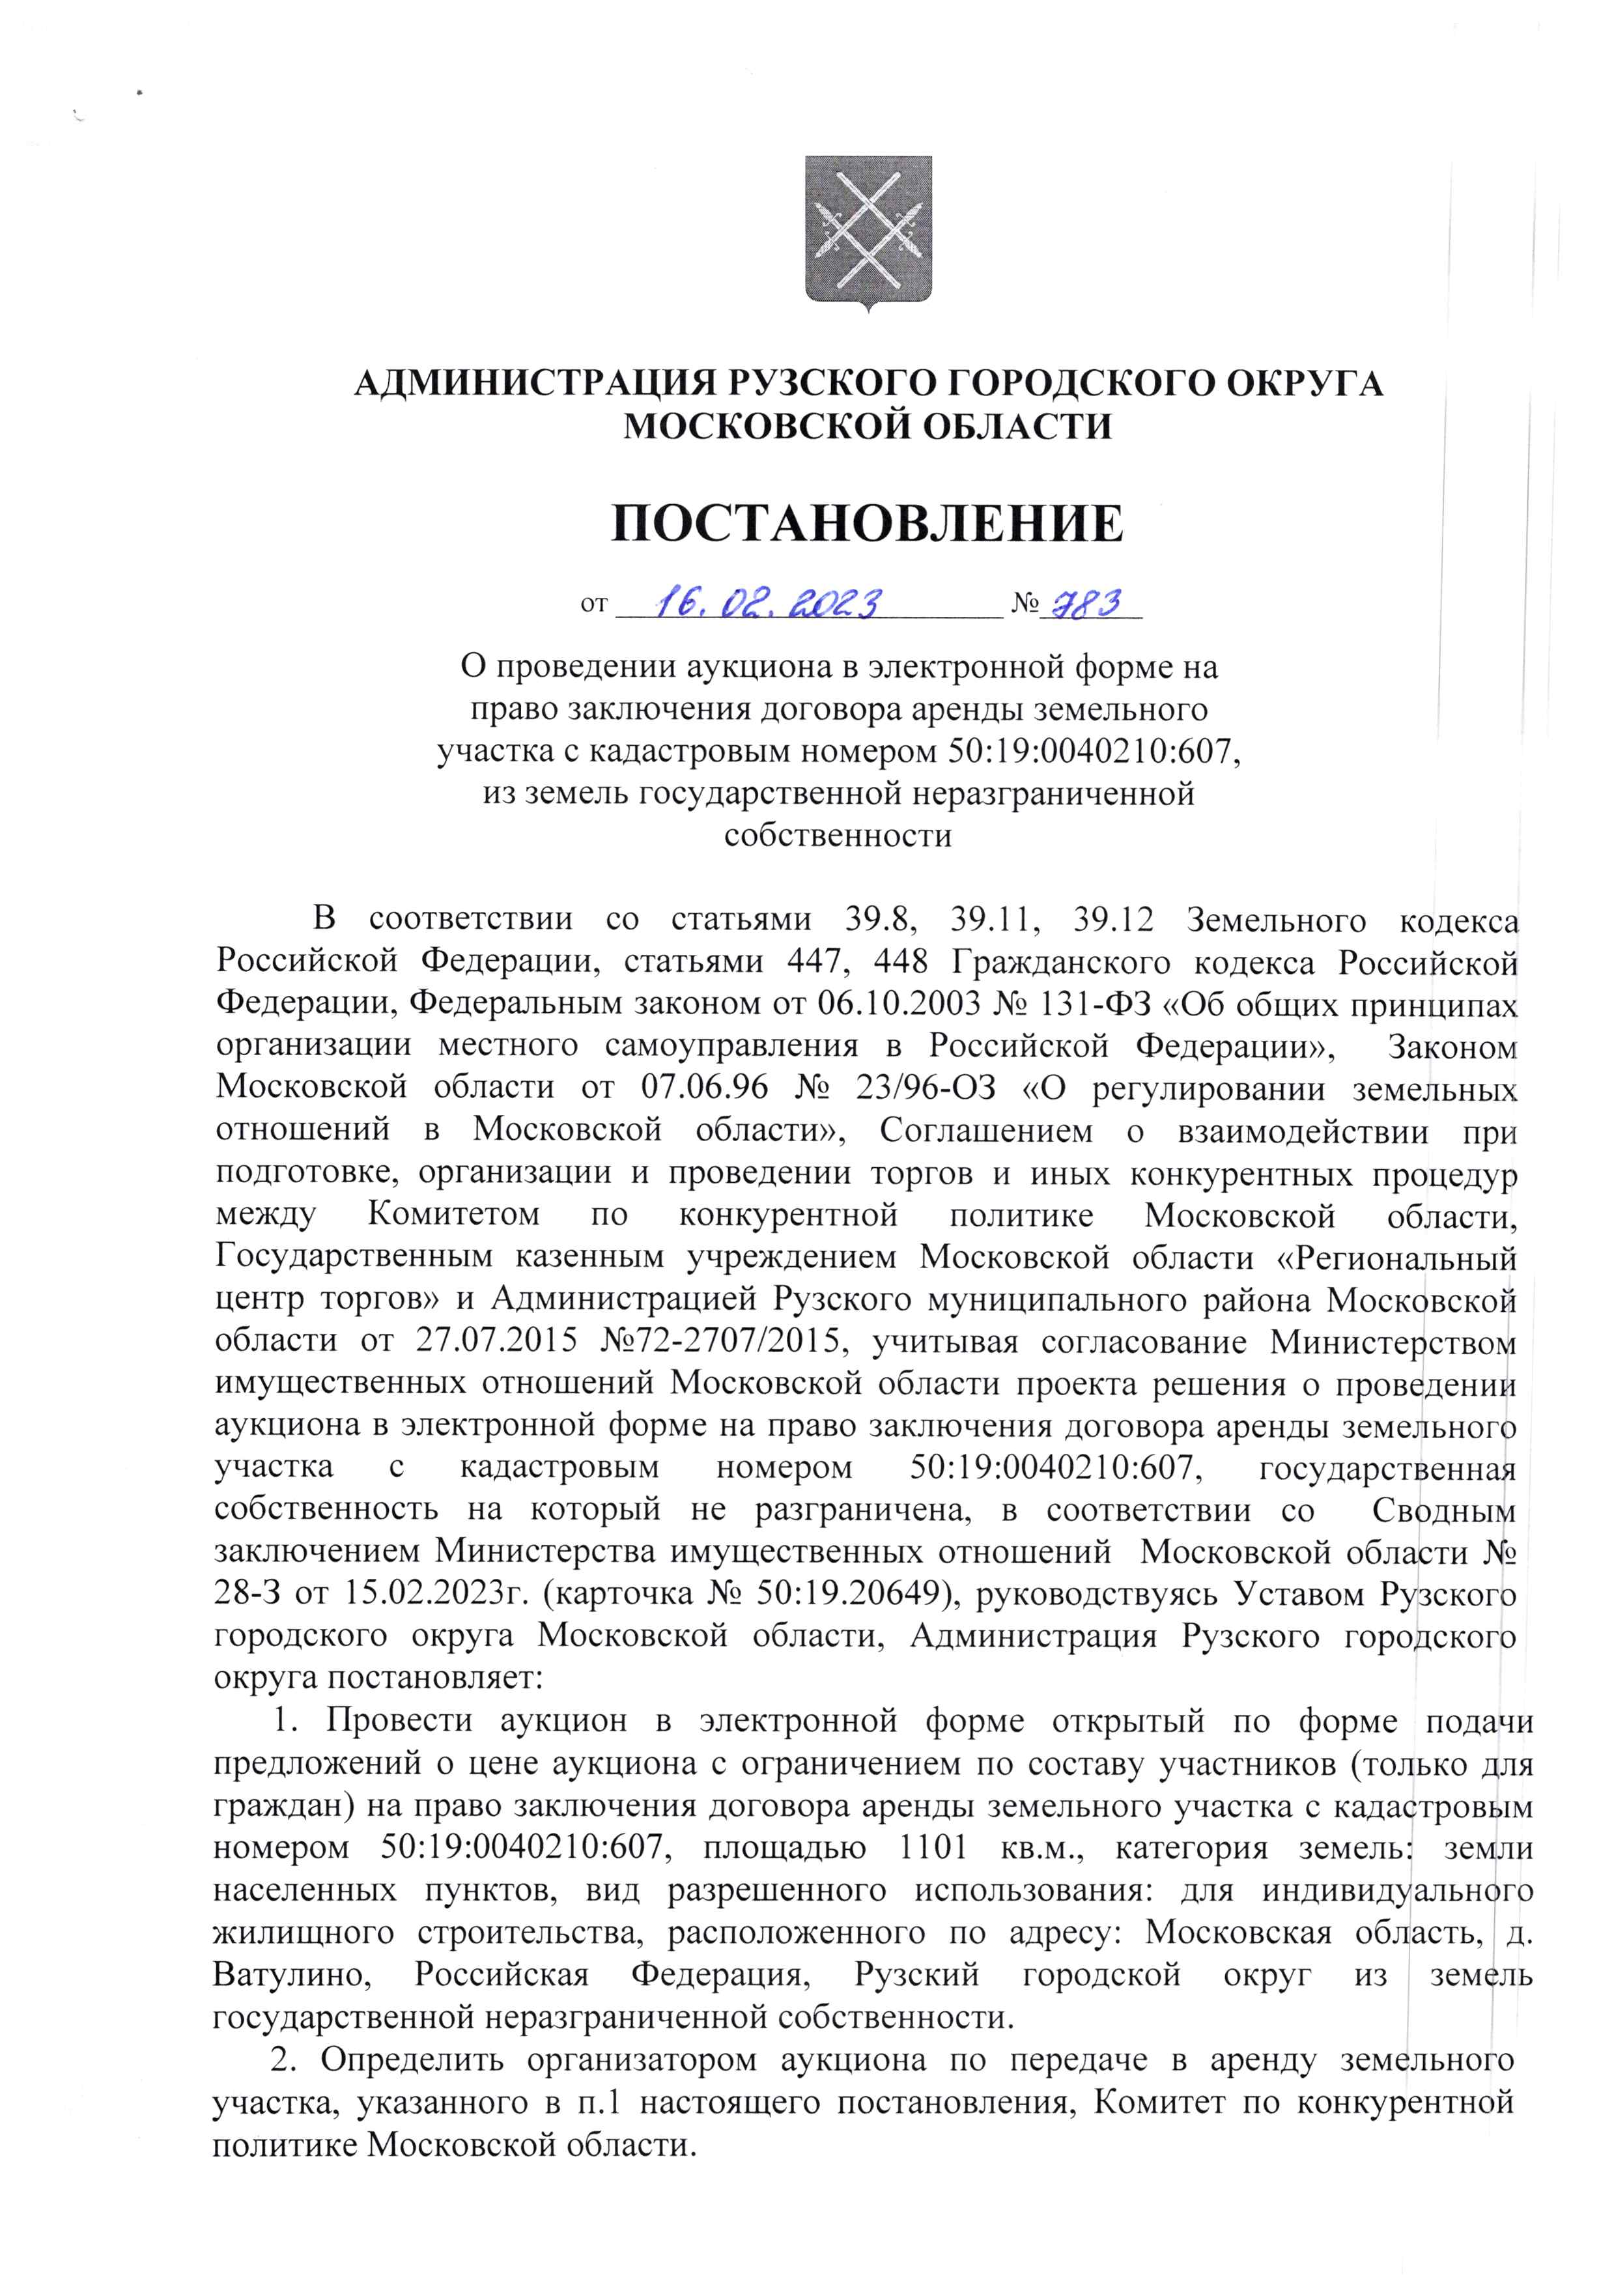 АДМИНИСТРАЦИЯ РУЗСКОГО ГОРОДСКОГО ОКРУГА
МОСКОВСКОЙ ОБЛАСТИ
ПОСТАНОВЛЕНИЕ
от 16.02.2023 № 783
О проведении аукциона в электронной форме на
право заключения договора аренды земельного
участка с кадастровым номером 50:19:0040210:607,
из земель государственной неразграниченной
собственности
В соответствии со статьями 39.8, 39.11, 39.12 Земельного кодекса
Российской Федерации, статьями 447, 448 Гражданского кодекса Российской
Федерации, Федеральным законом от 06.10.2003 № 131-ФЗ «Об общих принципах
организации местного самоуправления в Российской Федерации», Законом
Московской области от 07.06.96 № 23/96-ОЗ «О регулировании земельных
отношений в Московской области», Соглашением о взаимодействии при
подготовке, организации и проведении торгов и иных конкурентных процедур
между Комитетом по конкурентной политике Московской области,
Государственным казенным учреждением Московской области «Региональный
центр торгов» и Администрацией Рузского муниципального района Московской
области от 27.07.2015 №72-2707/2015, учитывая согласование Министерством
имущественных отношений Московской области проекта решения о проведении
аукциона в электронной форме на право заключения договора аренды земельного
участка с кадастровым номером 50:19:0040210:607, государственная
собственность на который не разграничена, в соответствии со Сводным
заключением Министерства имущественных отношений Московской области №
28-З от 15.02.2023г. (карточка № 50:19.20649), руководствуясь Уставом Рузского
городского округа Московской области, Администрация Рузского городского
округа постановляет:
1. Провести аукцион в электронной форме открытый по форме подачи
предложений о цене аукциона с ограничением по составу участников (только для
граждан) на право заключения договора аренды земельного участка с кадастровым
номером 50:19:0040210:607, площадью 1101 кв.м., категория земель: земли
населенных пунктов, вид разрешенного использования: для индивидуального
жилищного строительства, расположенного по адресу: Московская область, д.
Ватулино, Российская Федерация, Рузский городской округ из земель
государственной неразграниченной собственности.
2. Определить организатором аукциона по передаче в аренду земельного
участка, указанного в п.1 настоящего постановления, Комитет по конкурентной
политике Московской области.